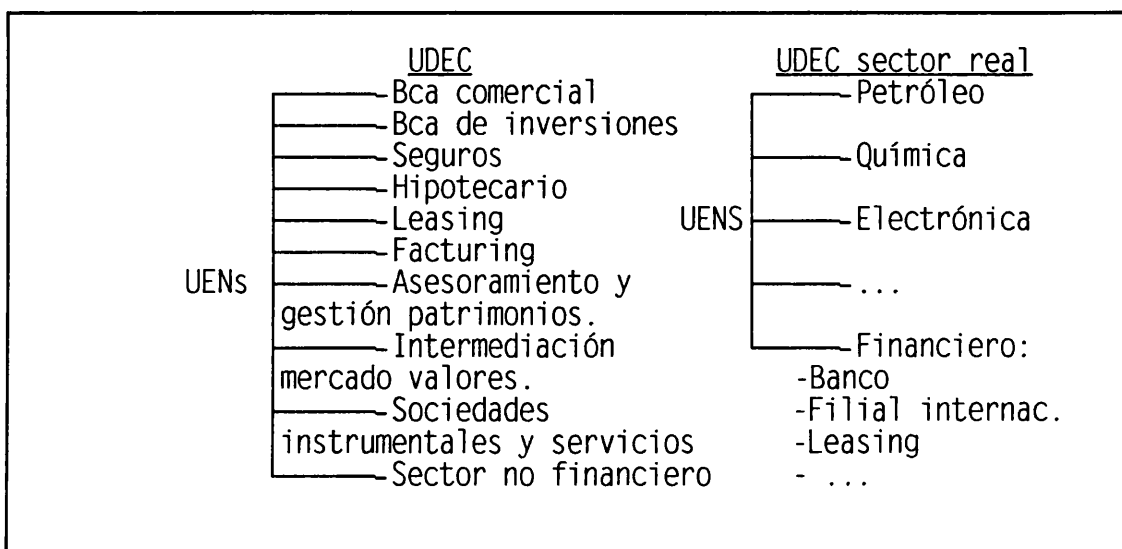 UDEC
Bca comercial
Bca de inversiones
Seguros
Hipotecario
Leasing
Facturing
UENs
Asesoramiento y
gestión patrimonios.
Intermediación
mercado valores.
Sociedades
instrumentales y servicios
Sector no financiero
UDEC sector real
Petróleo
Química
UENS
Electrónica
...
Financiero:
-Banco
-Filial internac.
-Leasing
- ...